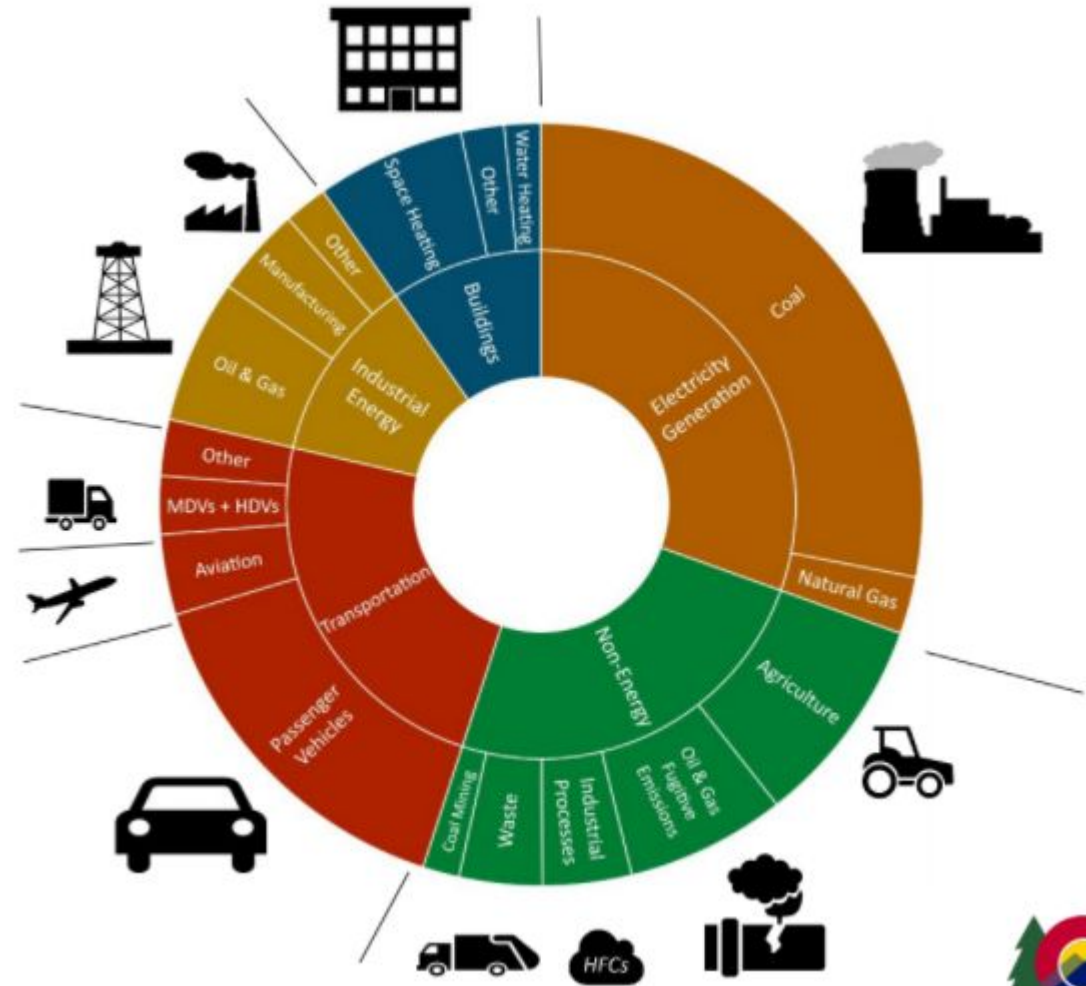 Water Heating
Other
Space Heating
Buildings
Other
Manufacturing
Oil & Gas
Industrial
Energy
Coal
Electricity
Generation
Natural Gas
Other
MDVs + HDVs
Aviation
Transportation
Passenger
Vehicles
Non-Energy
Agriculture
Oil & Gas
Fugitive
Emissions
Industrial
Processes
Waste
Coal Mining
HFCs